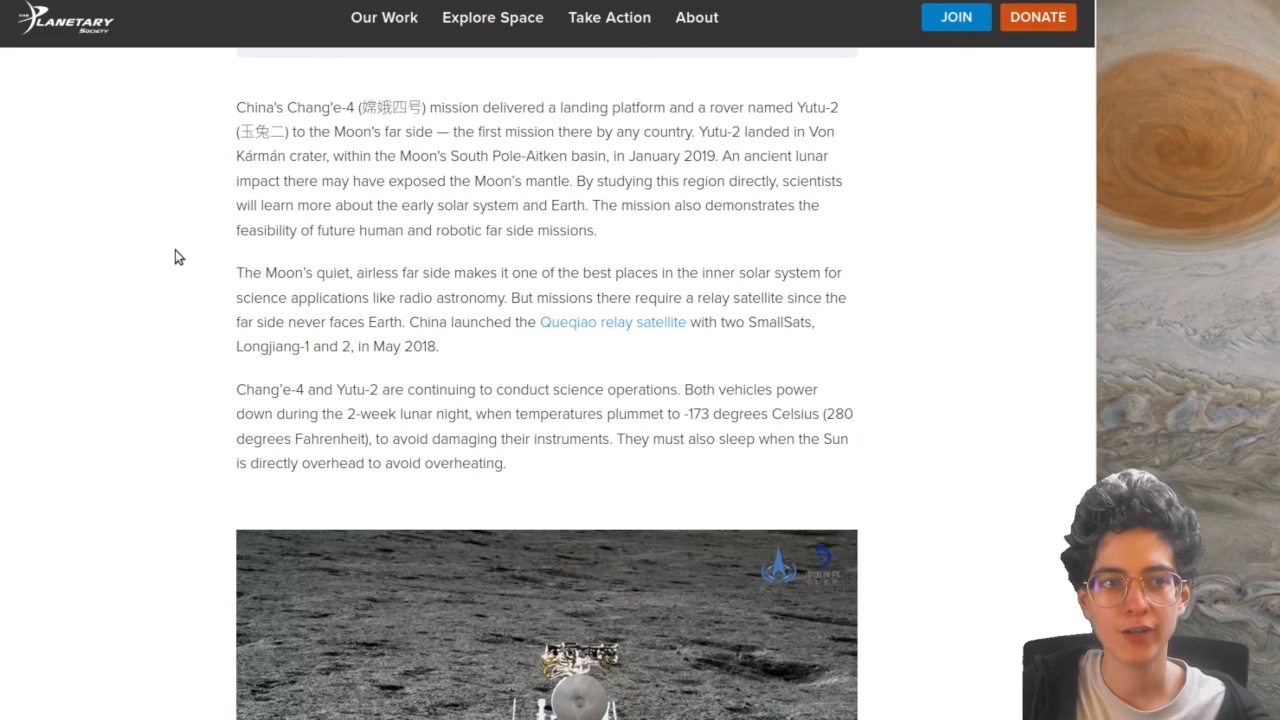 THE PLANETARY SOCIETY
Our Work
Explore Space
Take Action
About
JOIN
DONATE
China's Chang'e-4 (嫦娥四号) mission delivered a landing platform and a rover named Yutu-2
(玉兔二) to the Moon's far side — the first mission there by any country. Yutu-2 landed in Von
Kármán crater, within the Moon's South Pole-Aitken basin, in January 2019. An ancient lunar
impact there may have exposed the Moon’s mantle. By studying this region directly, scientists
will learn more about the early solar system and Earth. The mission also demonstrates the
feasibility of future human and robotic far side missions.
The Moon’s quiet, airless far side makes it one of the best places in the inner solar system for
science applications like radio astronomy. But missions there require a relay satellite since the
far side never faces Earth. China launched the Queqiao relay satellite with two SmallSats,
Longjiang-1 and 2, in May 2018.
Chang’e-4 and Yutu-2 are continuing to conduct science operations. Both vehicles power
down during the 2-week lunar night, when temperatures plummet to -173 degrees Celsius (280
degrees Fahrenheit), to avoid damaging their instruments. They must also sleep when the Sun
is directly overhead to avoid overheating.
中国探月
CLEP